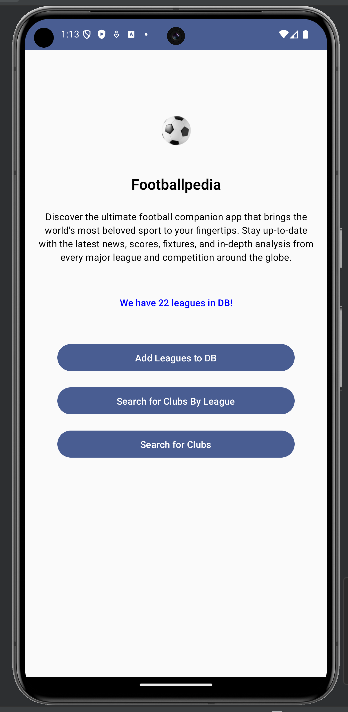 1:13
Footballpedia
Discover the ultimate football companion app that brings the
world's most beloved sport to your fingertips. Stay up-to-date
with the latest news, scores, fixtures, and in-depth analysis from
every major league and competition around the globe.
We have 22 leagues in DB!
Add Leagues to DB
Search for Clubs By League
Search for Clubs